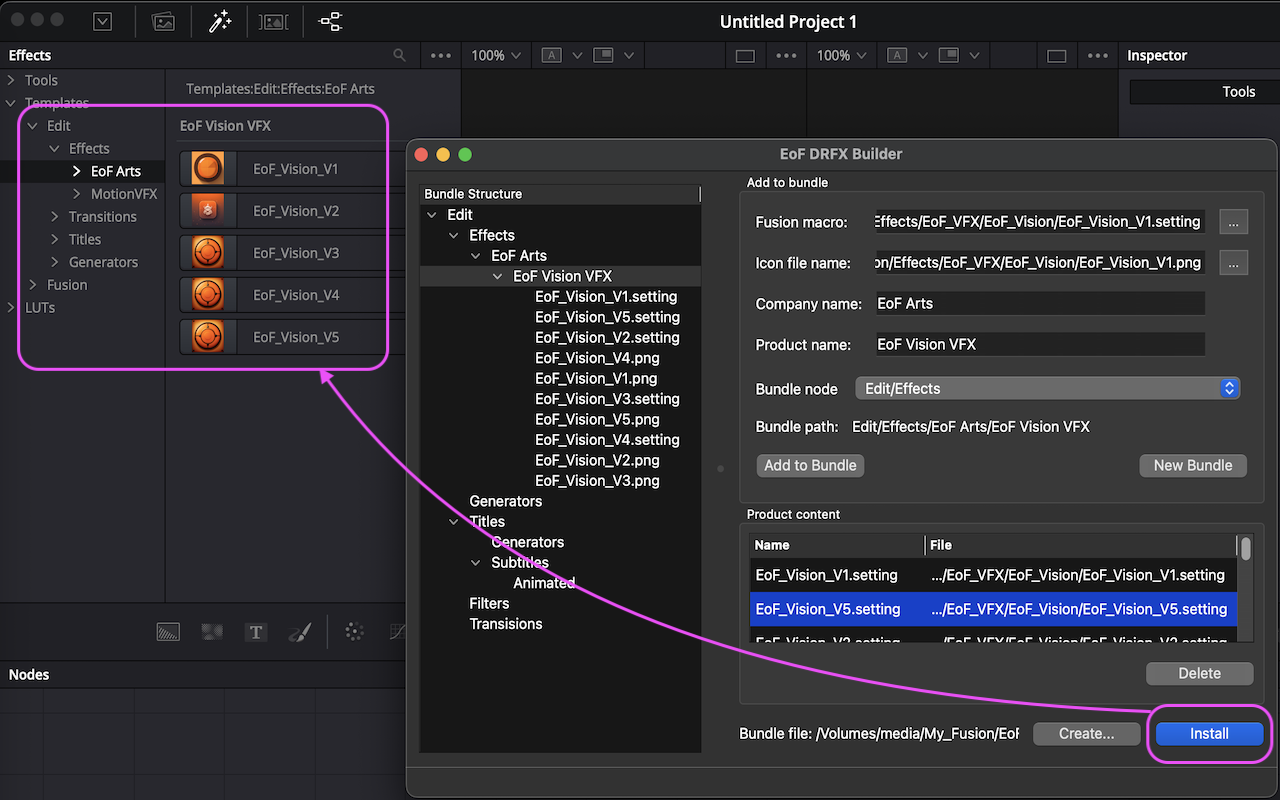 Untitled Project 1
Effects
100%
A
100%
A
Inspector
Tools
Templates
Edit
Effects
EoF Arts
MotionVFX
Transitions
Titles
Generators
Fusion
LUTs
Templates:Edit:Effects:EoF Arts
EoF Vision VFX
EoF_Vision_V1
EoF_Vision_V2
EoF_Vision_V3
EoF_Vision_V4
EoF_Vision_V5
Tools
T
Nodes
EoF DRFX Builder
Bundle Structure
Edit
Effects
EoF Arts
EoF Vision VFX
EoF_Vision_V1.setting
EoF_Vision_V5.setting
EoF_Vision_V2.setting
EoF_Vision_V4.png
EoF_Vision_V1.png
EoF_Vision_V3.setting
EoF_Vision_V5.png
EoF_Vision_V4.setting
EoF_Vision_V2.png
EoF_Vision_V3.png
Generators
Titles
Generators
Subtitles
Animated
Filters
Transisions
Add to bundle
Fusion macro: Effects/EoF_VFX/EoF_Vision/EoF_Vision_V1.setting ...
Icon file name: on/Effects/EoF_VFX/EoF_Vision/EoF_Vision_V1.png ...
Company name: EoF Arts
Product name: EoF Vision VFX
Bundle node Edit/Effects
Bundle path: Edit/Effects/EoF Arts/EoF Vision VFX
Add to Bundle New Bundle
Product content
Name File
EoF_Vision_V1.setting .../EoF_VFX/EoF_Vision/EoF_Vision_V1.setting
EoF_Vision_V5.setting .../EoF_VFX/EoF_Vision/EoF_Vision_V5.setting
EoF_Vision_V2.setting .../EoF_VFX/EoF_Vision/EoF_Vision_V2.setting
Delete
Bundle file: /Volumes/media/My_Fusion/EoF Create... Install